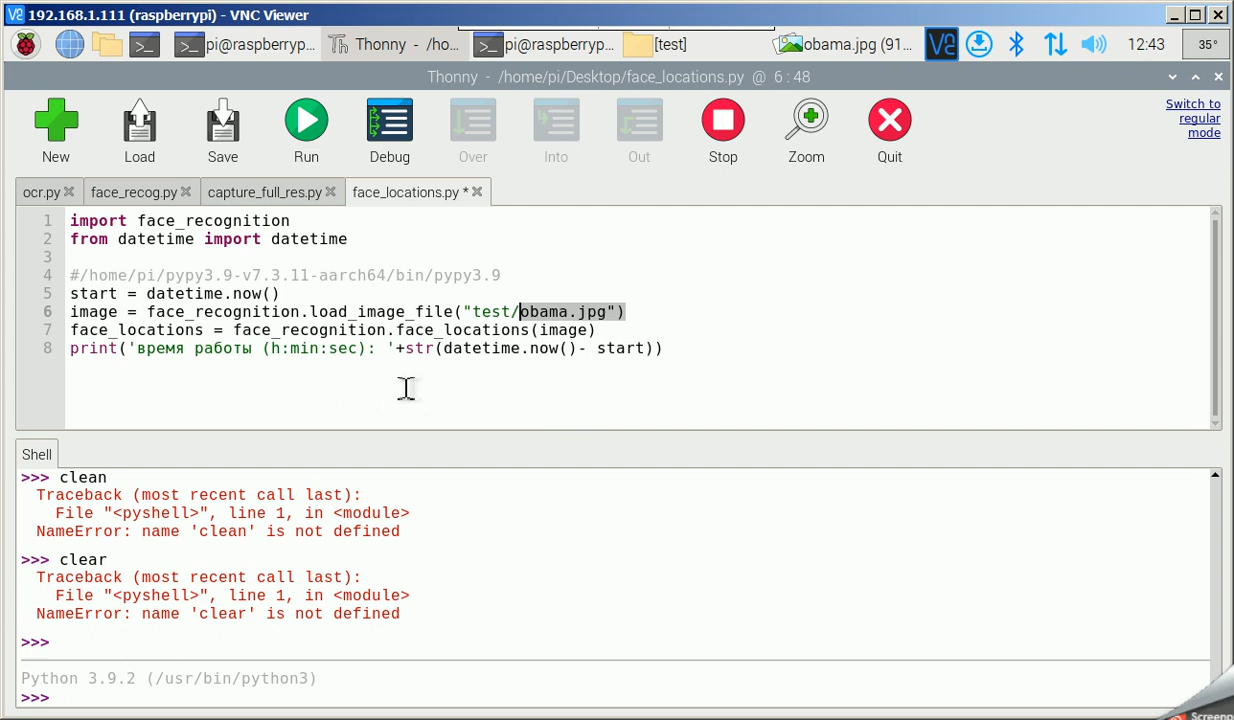 192.168.1.111 (raspberrypi) - VNC Viewer
pi@raspberryp... Thonny - /ho... pi@raspberryp... [test] obama.jpg (91... 12:43 35°
Thonny - /home/pi/Desktop/face_locations.py @ 6 : 48
New Load Save Run Debug Over Into Out Stop Zoom Quit
Switch to
regular
mode
ocr.py face_recog.py capture_full_res.py face_locations.py *
1 import face_recognition
2 from datetime import datetime
3
4 #/home/pi/pypy3.9-v7.3.11-aarch64/bin/pypy3.9
5 start = datetime.now()
6 image = face_recognition.load_image_file("test/obama.jpg")
7 face_locations = face_recognition.face_locations(image)
8 print('время работы (h:min:sec): '+str(datetime.now()- start))
Shell
>>> clean
Traceback (most recent call last):
File "<pyshell>", line 1, in <module>
NameError: name 'clean' is not defined
>>> clear
Traceback (most recent call last):
File "<pyshell>", line 1, in <module>
NameError: name 'clear' is not defined
>>>
Python 3.9.2 (/usr/bin/python3)
>>>